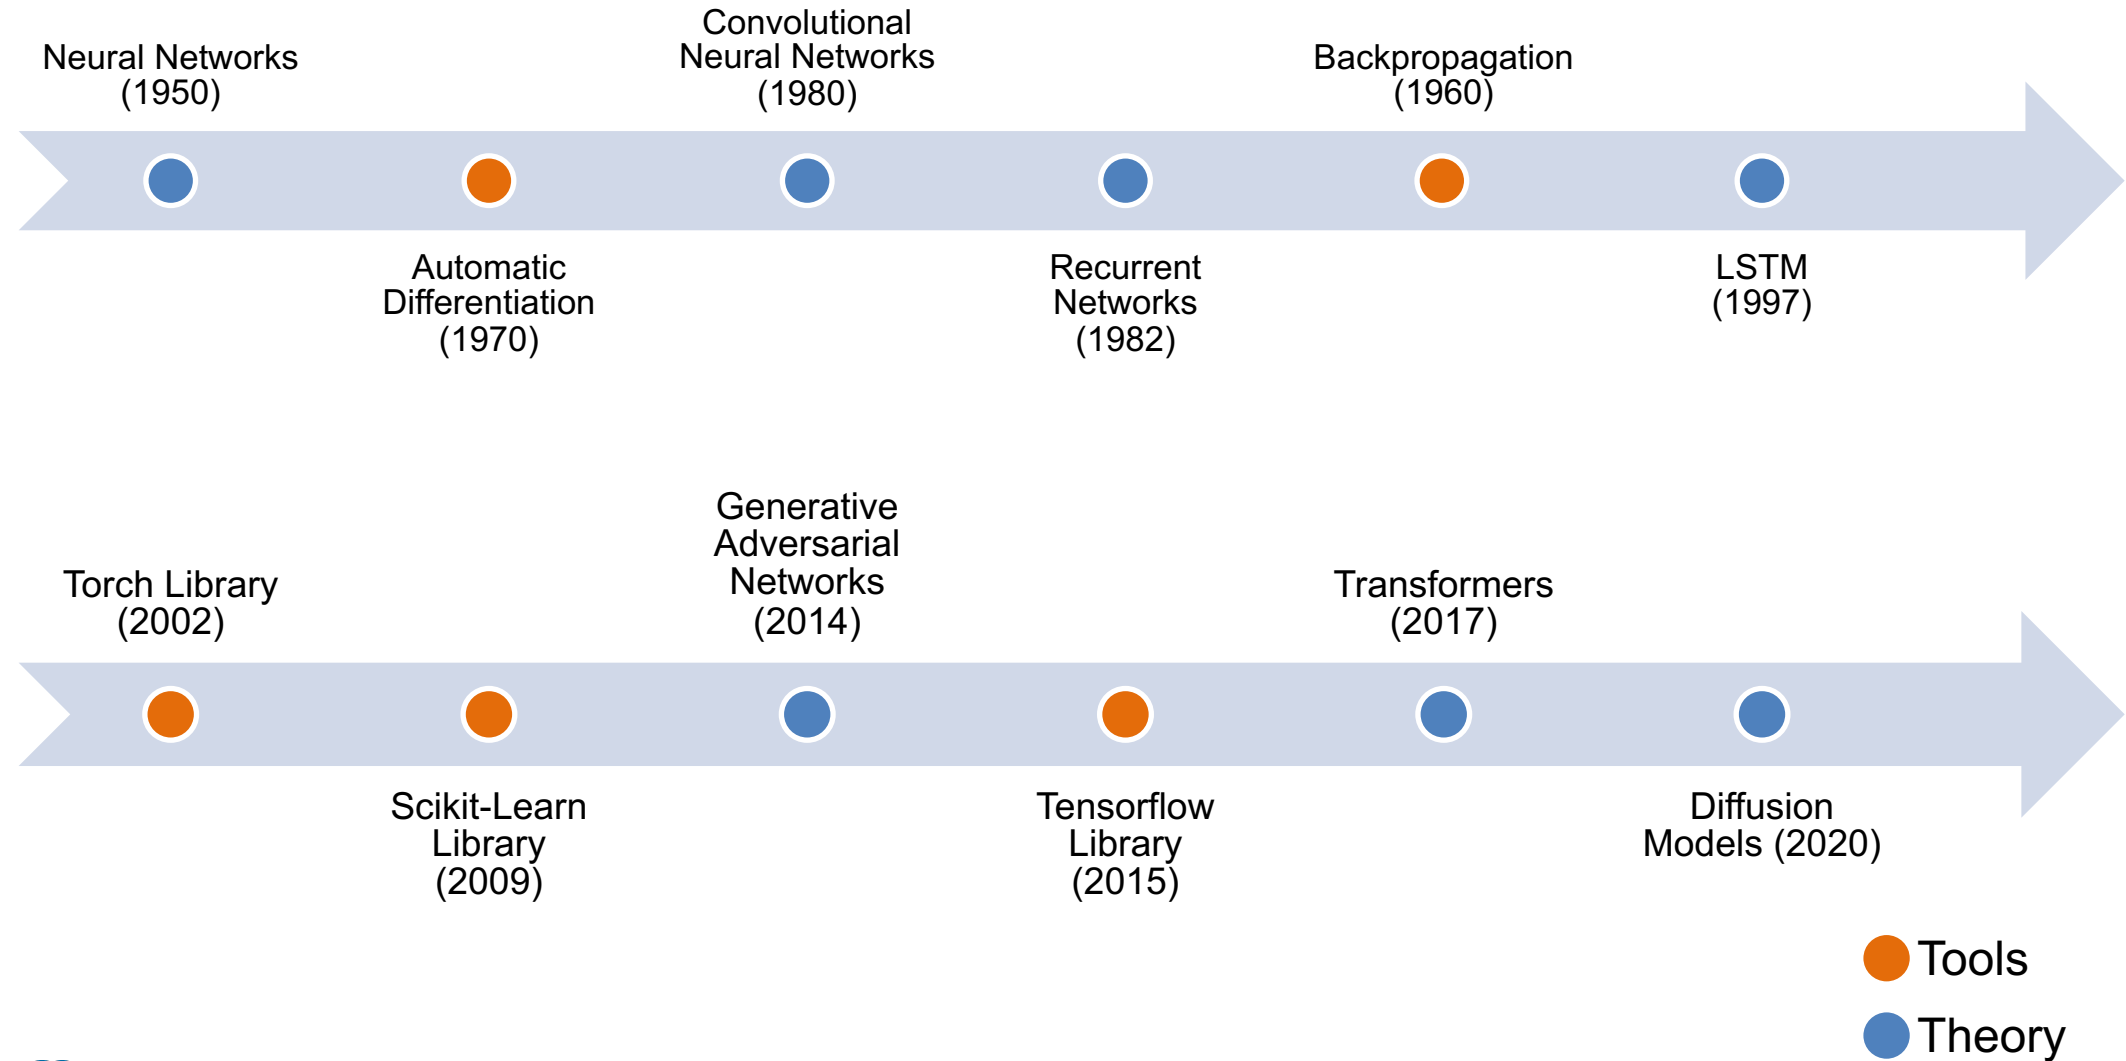 Neural Networks
(1950)
Automatic
Differentiation
(1970)
Convolutional
Neural Networks
(1980)
Recurrent
Networks
(1982)
Backpropagation
(1960)
LSTM
(1997)
Torch Library
(2002)
Scikit-Learn
Library
(2009)
Generative
Adversarial
Networks
(2014)
Tensorflow
Library
(2015)
Transformers
(2017)
Diffusion
Models (2020)
Tools
Theory